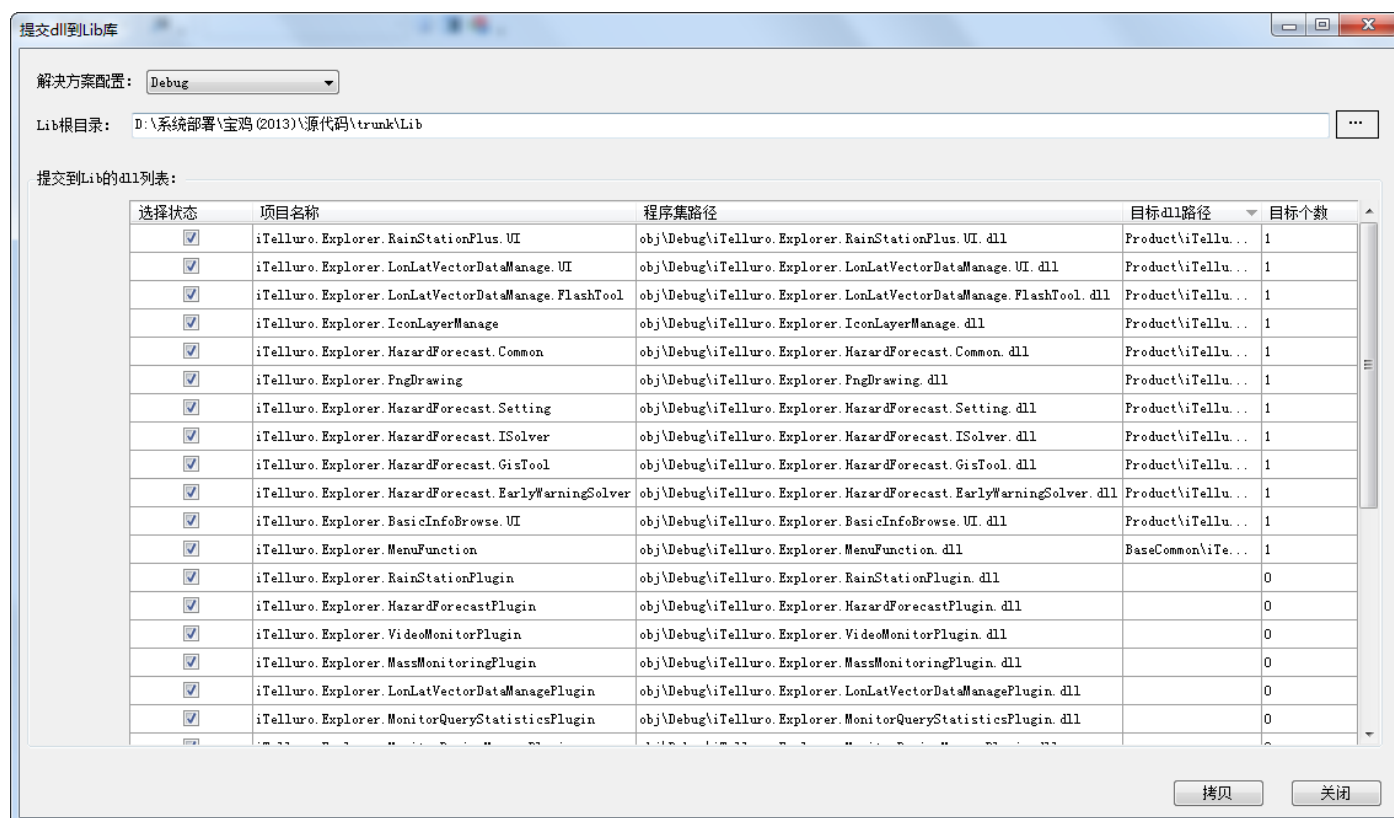 提交dll到Lib库
解决方案配置： Debug
Lib根目录： D:\系统部署\宝鸡(2013)\源代码\trunk\Lib ...
提交到Lib的dll列表：
选择状态 项目名称 程序集路径 目标dll路径 目标个数
iTelluro.Explorer.RainStationPlus.UI obj\Debug\iTelluro.Explorer.RainStationPlus.UI.dll Product\iTellu... 1
iTelluro.Explorer.LonLatVectorDataManage.UI obj\Debug\iTelluro.Explorer.LonLatVectorDataManage.UI.dll Product\iTellu... 1
iTelluro.Explorer.LonLatVectorDataManage.FlashTool obj\Debug\iTelluro.Explorer.LonLatVectorDataManage.FlashTool.dll Product\iTellu... 1
iTelluro.Explorer.IconLayerManage obj\Debug\iTelluro.Explorer.IconLayerManage.dll Product\iTellu... 1
iTelluro.Explorer.HazardForecast.Common obj\Debug\iTelluro.Explorer.HazardForecast.Common.dll Product\iTellu... 1
iTelluro.Explorer.PngDrawing obj\Debug\iTelluro.Explorer.PngDrawing.dll Product\iTellu... 1
iTelluro.Explorer.HazardForecast.Setting obj\Debug\iTelluro.Explorer.HazardForecast.Setting.dll Product\iTellu... 1
iTelluro.Explorer.HazardForecast.ISolver obj\Debug\iTelluro.Explorer.HazardForecast.ISolver.dll Product\iTellu... 1
iTelluro.Explorer.HazardForecast.GisTool obj\Debug\iTelluro.Explorer.HazardForecast.GisTool.dll Product\iTellu... 1
iTelluro.Explorer.HazardForecast.EarlyWarningSolver obj\Debug\iTelluro.Explorer.HazardForecast.EarlyWarningSolver.dll Product\iTellu... 1
iTelluro.Explorer.BasicInfoBrowse.UI obj\Debug\iTelluro.Explorer.BasicInfoBrowse.UI.dll Product\iTellu... 1
iTelluro.Explorer.MenuFunction obj\Debug\iTelluro.Explorer.MenuFunction.dll BaseCommon\iTe... 1
iTelluro.Explorer.RainStationPlugin obj\Debug\iTelluro.Explorer.RainStationPlugin.dll 0
iTelluro.Explorer.HazardForecastPlugin obj\Debug\iTelluro.Explorer.HazardForecastPlugin.dll 0
iTelluro.Explorer.VideoMonitorPlugin obj\Debug\iTelluro.Explorer.VideoMonitorPlugin.dll 0
iTelluro.Explorer.MassMonitoringPlugin obj\Debug\iTelluro.Explorer.MassMonitoringPlugin.dll 0
iTelluro.Explorer.LonLatVectorDataManagePlugin obj\Debug\iTelluro.Explorer.LonLatVectorDataManagePlugin.dll 0
iTelluro.Explorer.MonitorQueryStatisticsPlugin obj\Debug\iTelluro.Explorer.MonitorQueryStatisticsPlugin.dll 0
拷贝 关闭